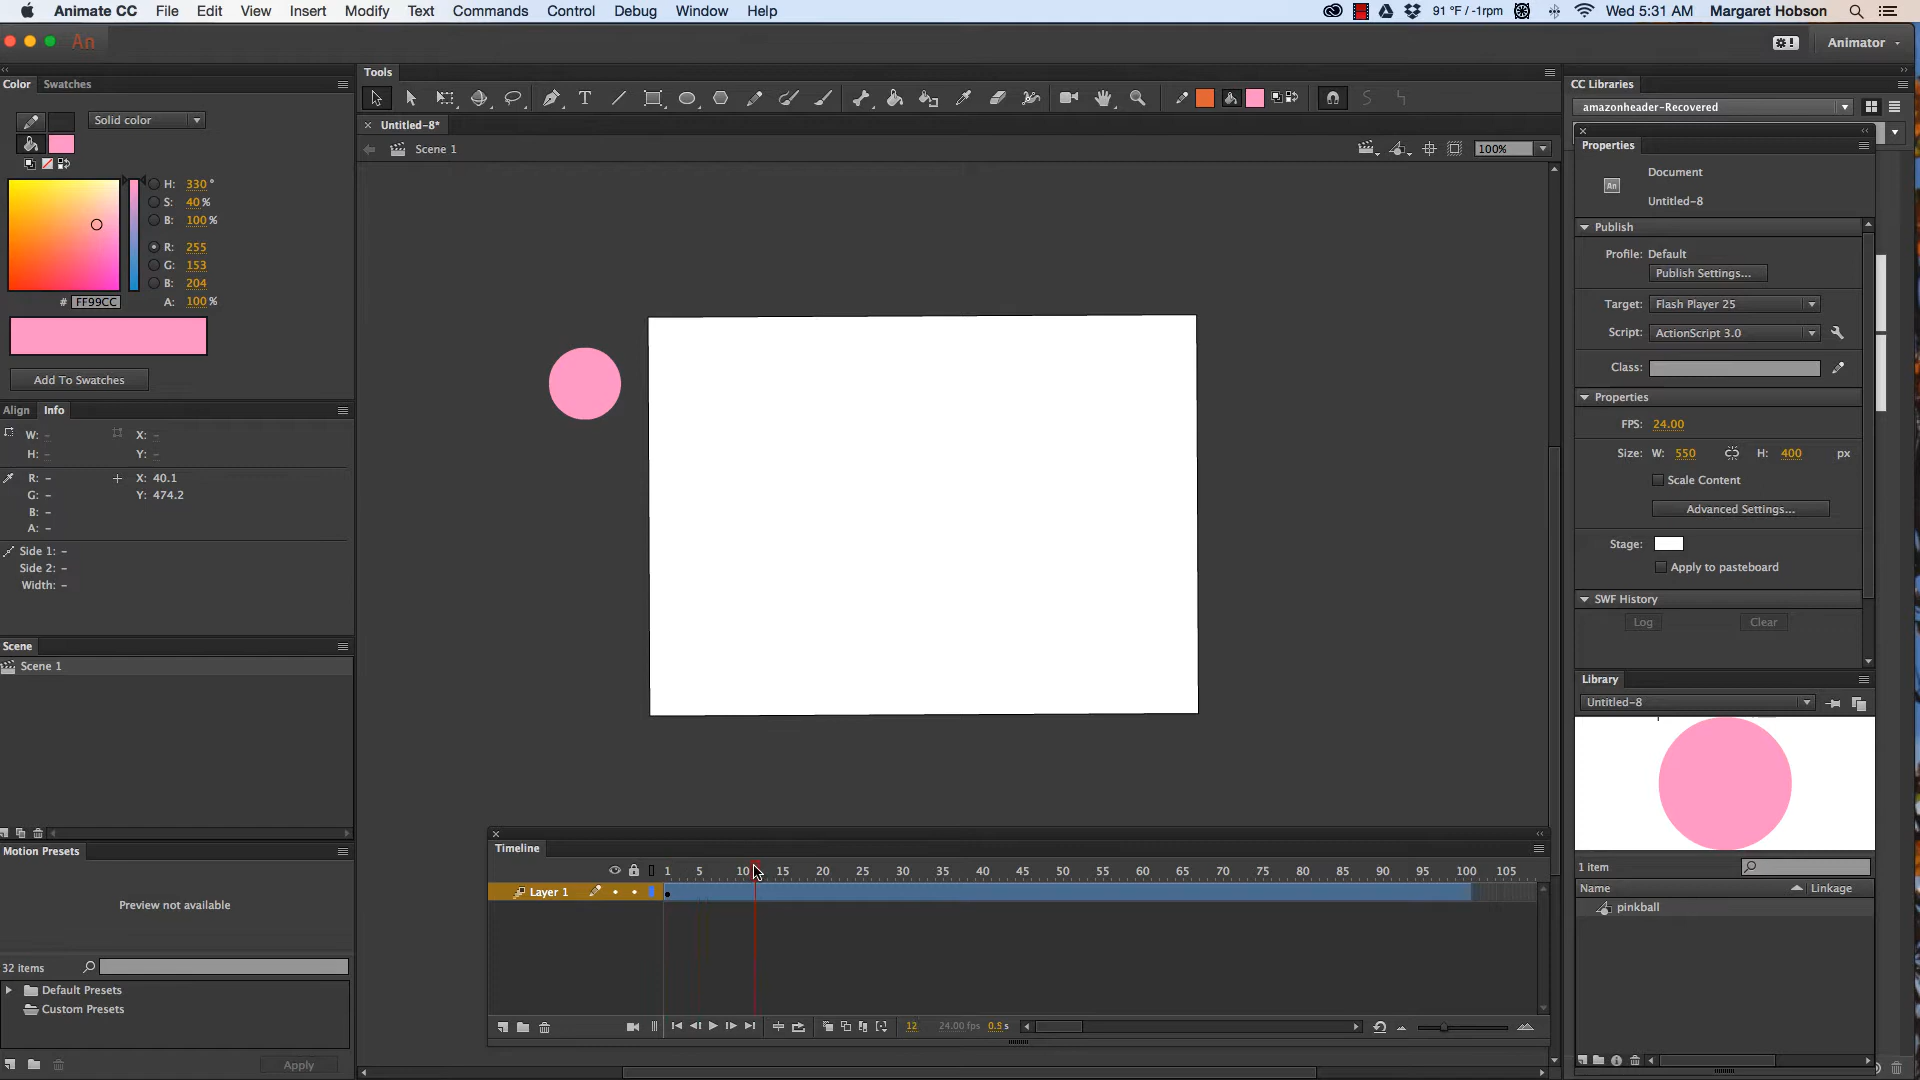 Animate CC File Edit View Insert Modify Text Commands Control Debug Window Help 91 °F / -1rpm Wed 5:31 AM Margaret Hobson
An Animator
Color Swatches
Tools
CC Libraries
amazonheader-Recovered
Solid color
Untitled-8*
Scene 1
100%
H: 330 °
S: 40 %
B: 100 %
R: 255
G: 153
B: 204
# FF99CC A: 100 %
Add To Swatches
Align Info
W: - X: -
H: - Y: -
R: - X: 40.1
G: - Y: 474.2
B: -
A: -
Side 1: -
Side 2: -
Width: -
Scene
Scene 1
Motion Presets
Preview not available
32 items
Default Presets
Custom Presets
Apply
Properties
Document
An
Untitled-8
Publish
Profile: Default
Publish Settings...
Target: Flash Player 25
Script: ActionScript 3.0
Class:
Properties
FPS: 24.00
Size: W: 550 H: 400 px
Scale Content
Advanced Settings...
Stage:
Apply to pasteboard
SWF History
Log Clear
Library
Untitled-8
1 item
Name Linkage
pinkball
Timeline
1 5 10 15 20 25 30 35 40 45 50 55 60 65 70 75 80 85 90 95 100 105
Layer 1
12 24.00 fps 0.5 s